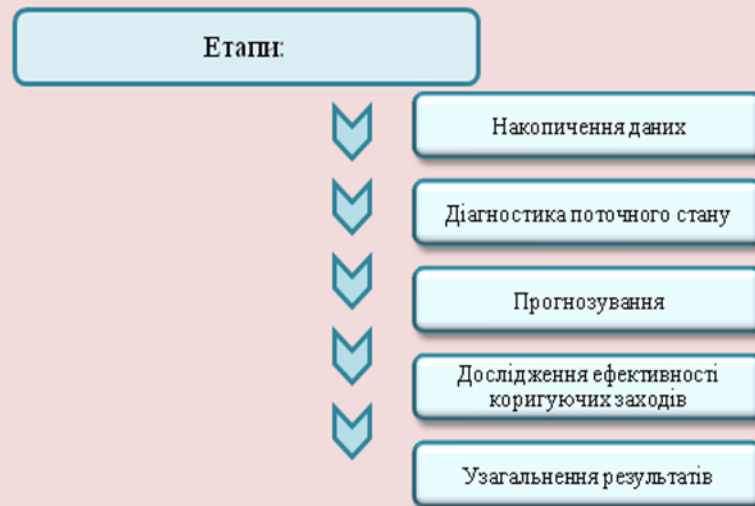 Етапи:
Накопичення даних
Діагностика поточного стану
Прогнозування
Дослідження ефективності
коригуючих заходів
Узагальнення результатів